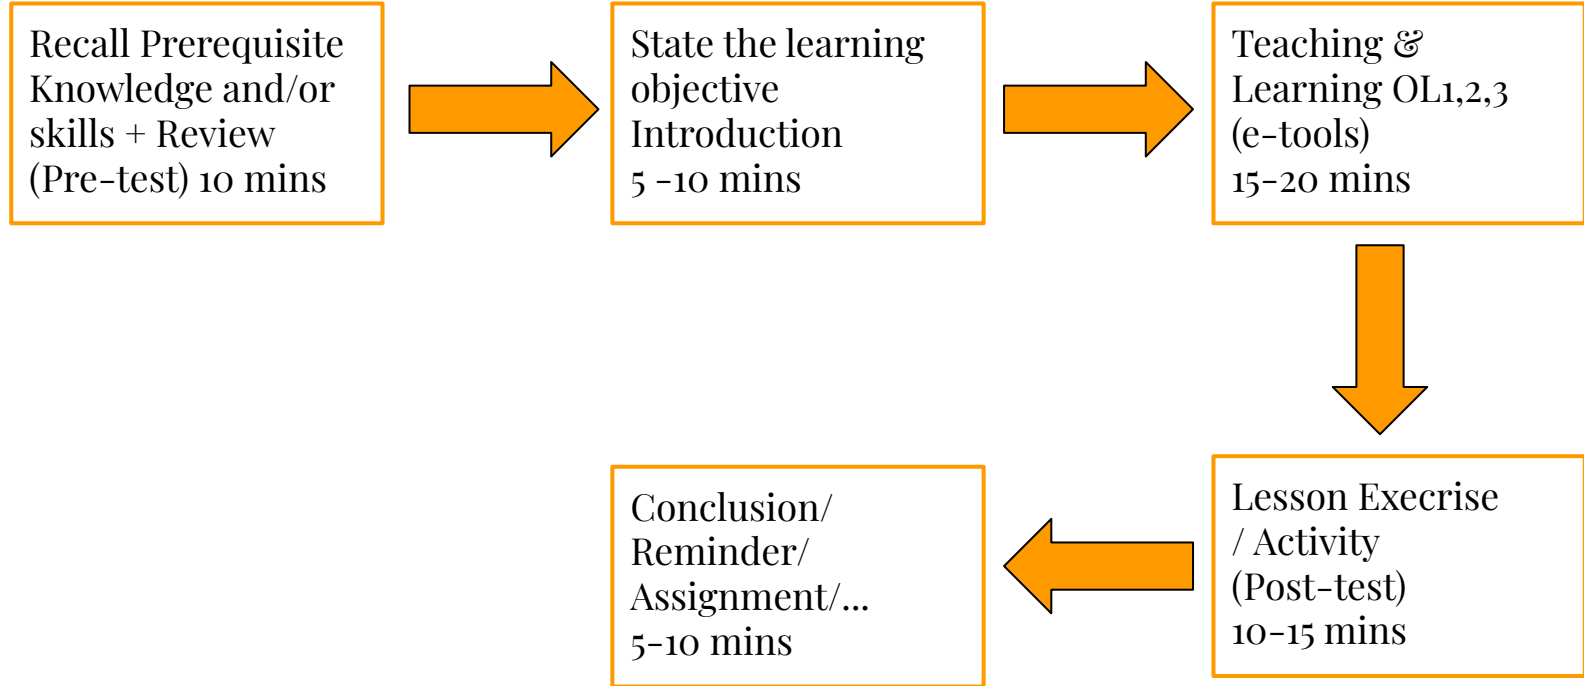 Recall Prerequisite
Knowledge and/or
skills + Review
(Pre-test) 10 mins
State the learning
objective
Introduction
5 -10 mins
Teaching &
Learning OL1,2,3
(e-tools)
15-20 mins
Lesson Execrise
/ Activity
(Post-test)
10-15 mins
Conclusion/
Reminder/
Assignment/...
5-10 mins